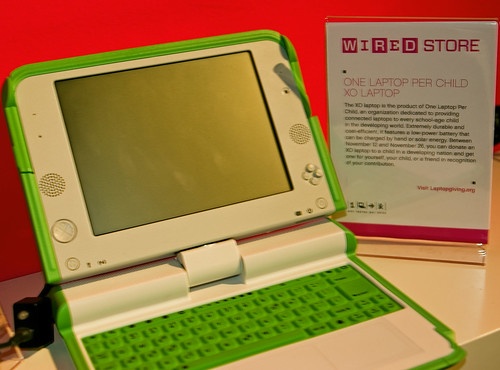 WIRED STORE
ONE LAPTOP PER CHILD
XO LAPTOP
The XO laptop is the product of One Laptop Per
Child, an organization dedicated to providing
connected laptops to every school-age child
in the developing world. Extremely durable and
cost-efficient, it features a low-power battery that
can be charged by hand or solar energy. Between
November 12 and November 26, you can donate an
XO laptop to a child in a developing nation and get
one for yourself, your child, or a friend in recognition
of your contribution.
Visit: Laptopgiving.org